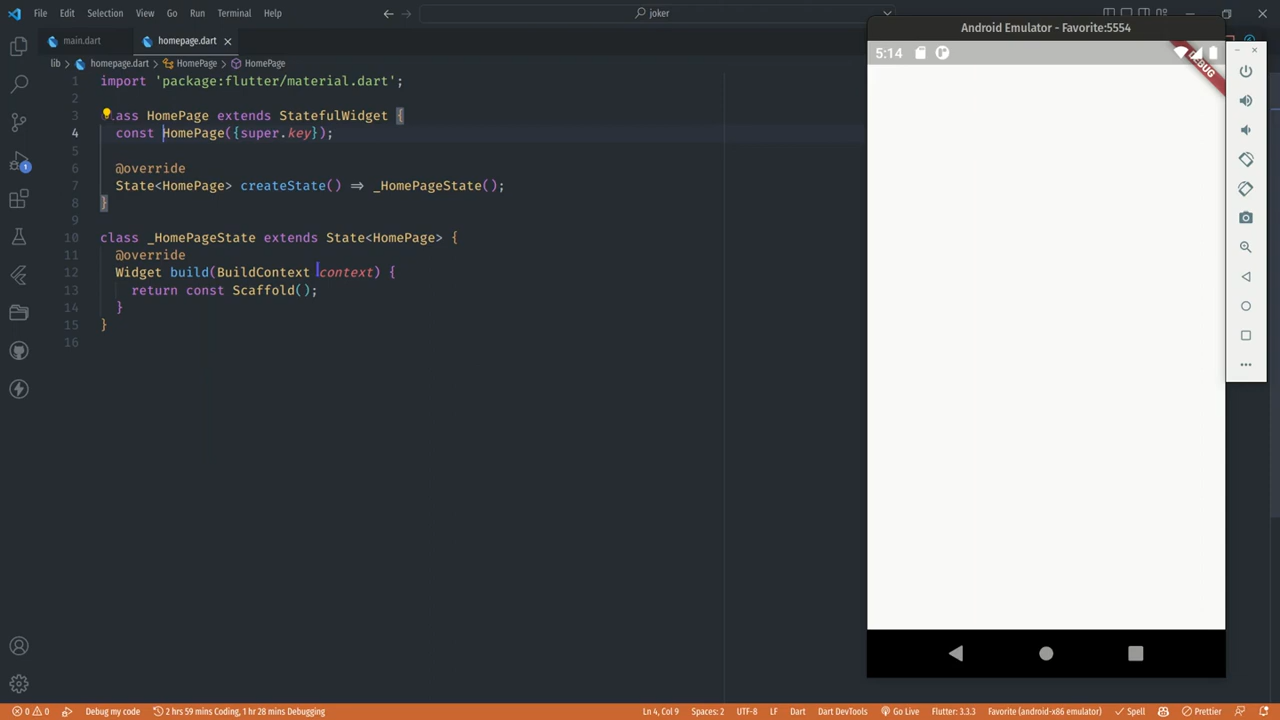 File Edit Selection View Go Run Terminal Help
joker
Android Emulator - Favorite:5554
main.dart
homepage.dart
lib > homepage.dart > HomePage > HomePage
5:14
DEBUG
1 import 'package:flutter/material.dart';
2
3 lass HomePage extends StatefulWidget {
4 const HomePage({super.key});
5
6 @override
7 State<HomePage> createState() => _HomePageState();
8 }
9
10 class _HomePageState extends State<HomePage> {
11 @override
12 Widget build(BuildContext context) {
13 return const Scaffold();
14 }
15 }
16
1
0 0 Debug my code 2 hrs 59 mins Coding, 1 hr 28 mins Debugging Ln 4, Col 9 Spaces: 2 UTF-8 LF Dart Dart DevTools Go Live Flutter: 3.3.3 Favorite (android-x86 emulator) Spell Prettier